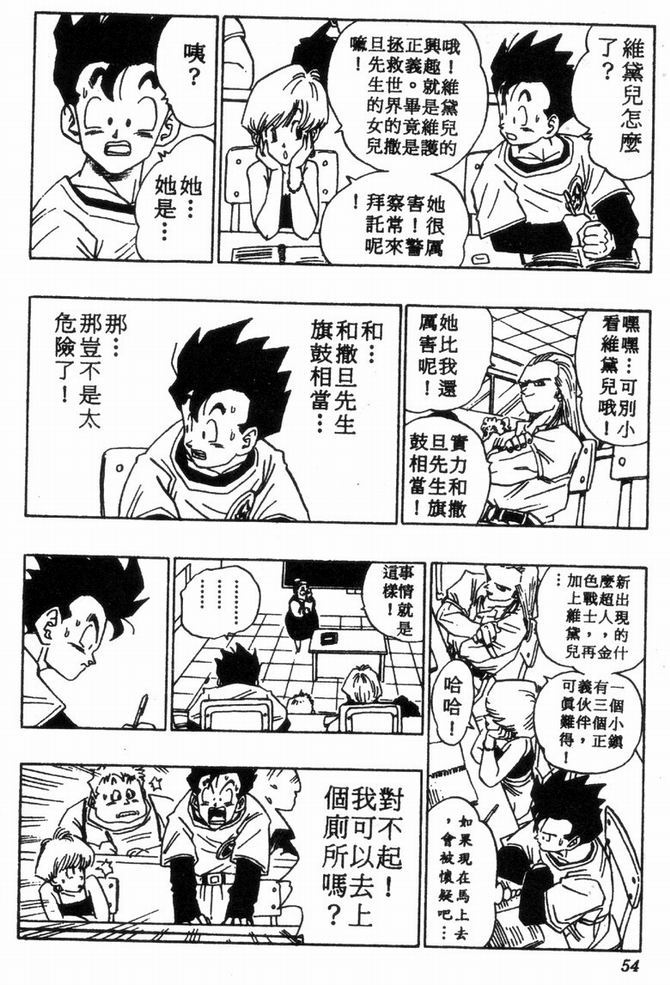 維黛兒怎麼
了？
哦！維黛兒的
興趣就是維護
正義。畢竟是
拯救世界的撒
旦先生的女兒
嘛！
她很厲
害！警
察常來
拜託呢
！
咦？
她…
她是…
嘿嘿…可別小
看維黛兒哦！
她比我還
厲害呢！
實力和撒
旦先生旗
鼓相當！
和…
和撒旦先生
旗鼓相當…
那…
那豈不是太
危險了！
新出現的什
麼超人，金
色戰士，再
加上維黛兒
…
一個小鎮
有三個正
義伙伴，
可真難得！
哈哈！
如果現在馬上去
，會被懷疑吧…
事情就是
這樣！
………
對不起！
我可以去上
個廁所嗎？
54